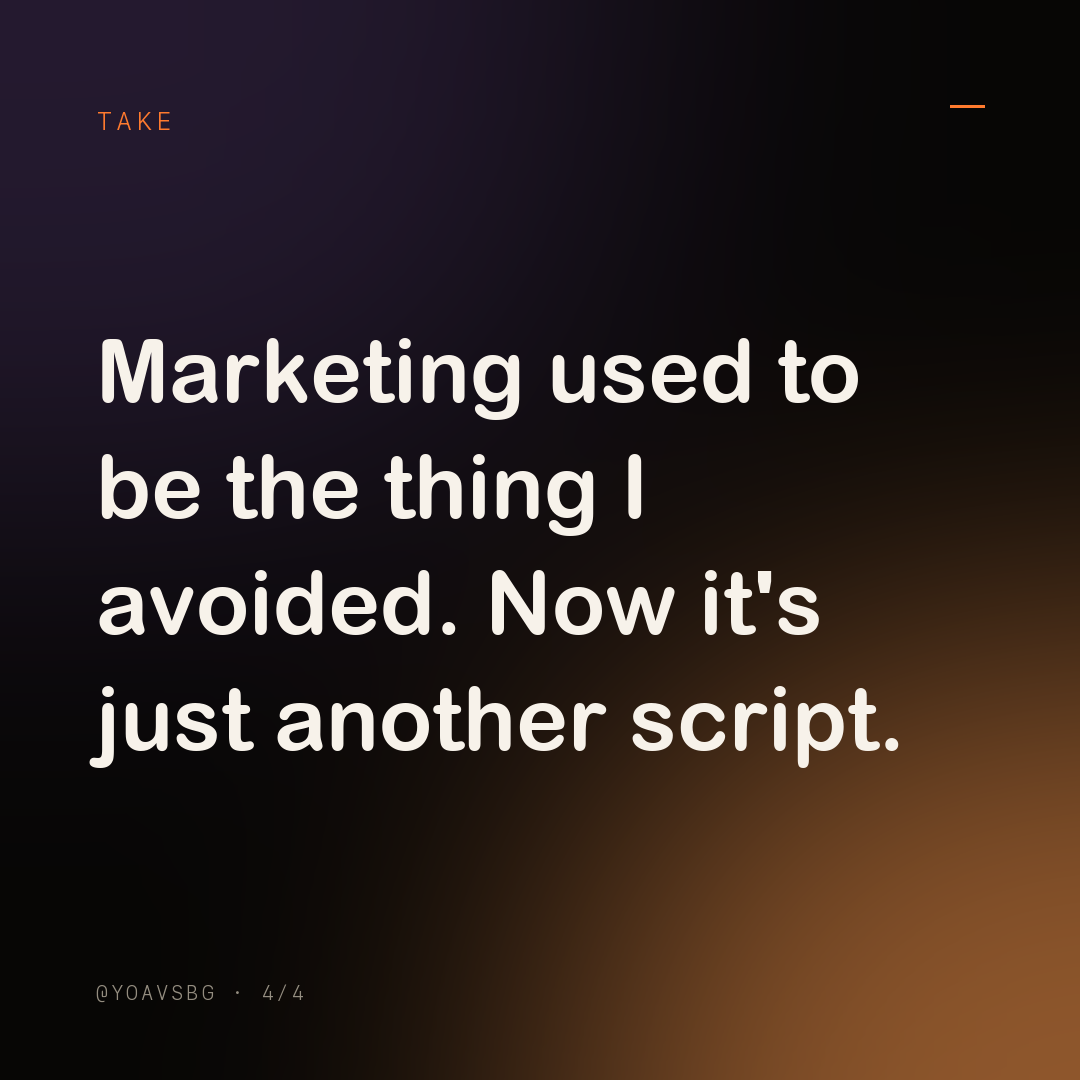 TAKE
Marketing used to
be the thing I
avoided. Now it's
just another script.
@YOAVSBG · 4/4